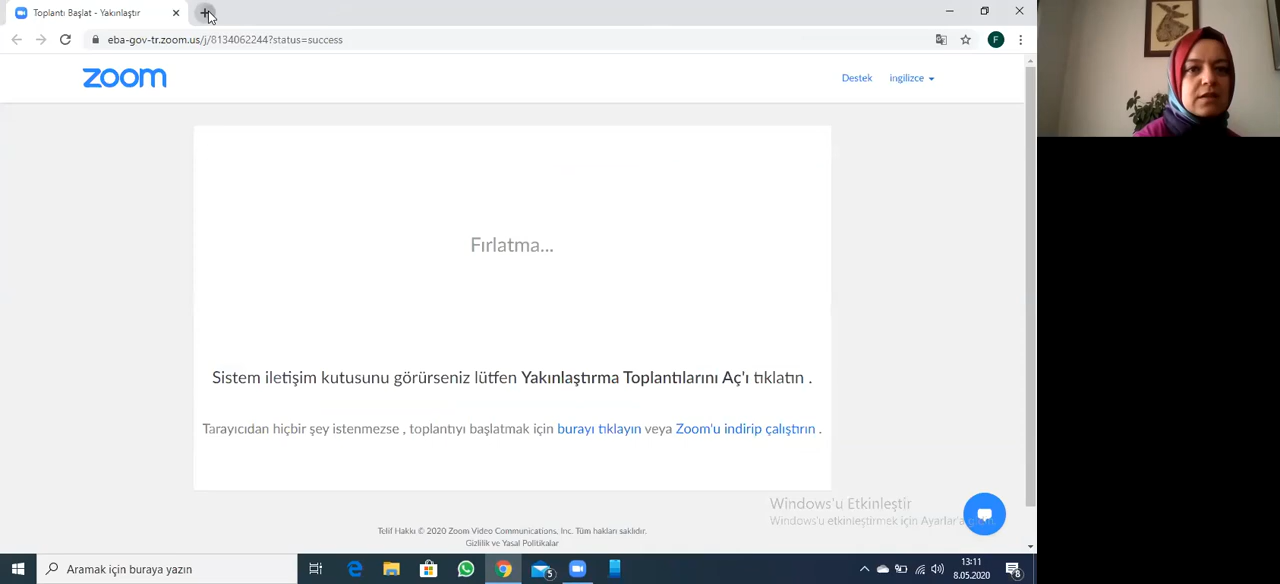 Toplantı Başlat - Yakınlaştır
eba-gov-tr.zoom.us/j/8134062244?status=success
F
zoom
Destek
ingilizce
Fırlatma...
Sistem iletişim kutusunu görürseniz lütfen Yakınlaştırma Toplantılarını Aç'ı tıklatın .
Tarayıcıdan hiçbir şey istenmezse , toplantıyı başlatmak için burayı tıklayın veya Zoom'u indirip çalıştırın .
Windows'u Etkinleştir
Windows'u etkinleştirmek için Ayarlar'a gidin.
Telif Hakkı © 2020 Zoom Video Communications, Inc. Tüm hakları saklıdır.
Gizlilik ve Yasal Politikalar
Aramak için buraya yazın
5
13:11
8.05.2020
8